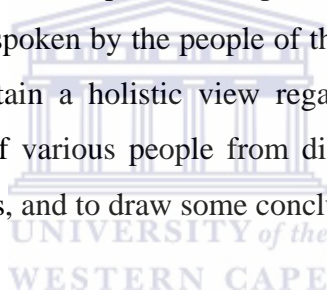 spoken by the people of th
tain a holistic view rega
f various people from di
s, and to draw some conclu
UNIVERSITY of the
WESTERN CAPE